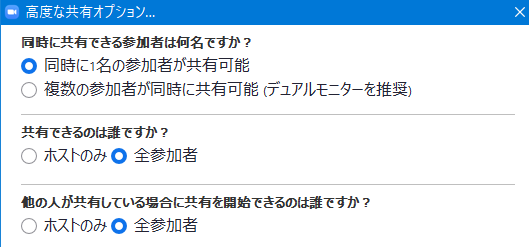 高度な共有オプション...
同時に共有できる参加者は何名ですか？
同時に1名の参加者が共有可能
複数の参加者が同時に共有可能 (デュアルモニターを推奨)
共有できるのは誰ですか？
ホストのみ 全参加者
他の人が共有している場合に共有を開始できるのは誰ですか？
ホストのみ 全参加者